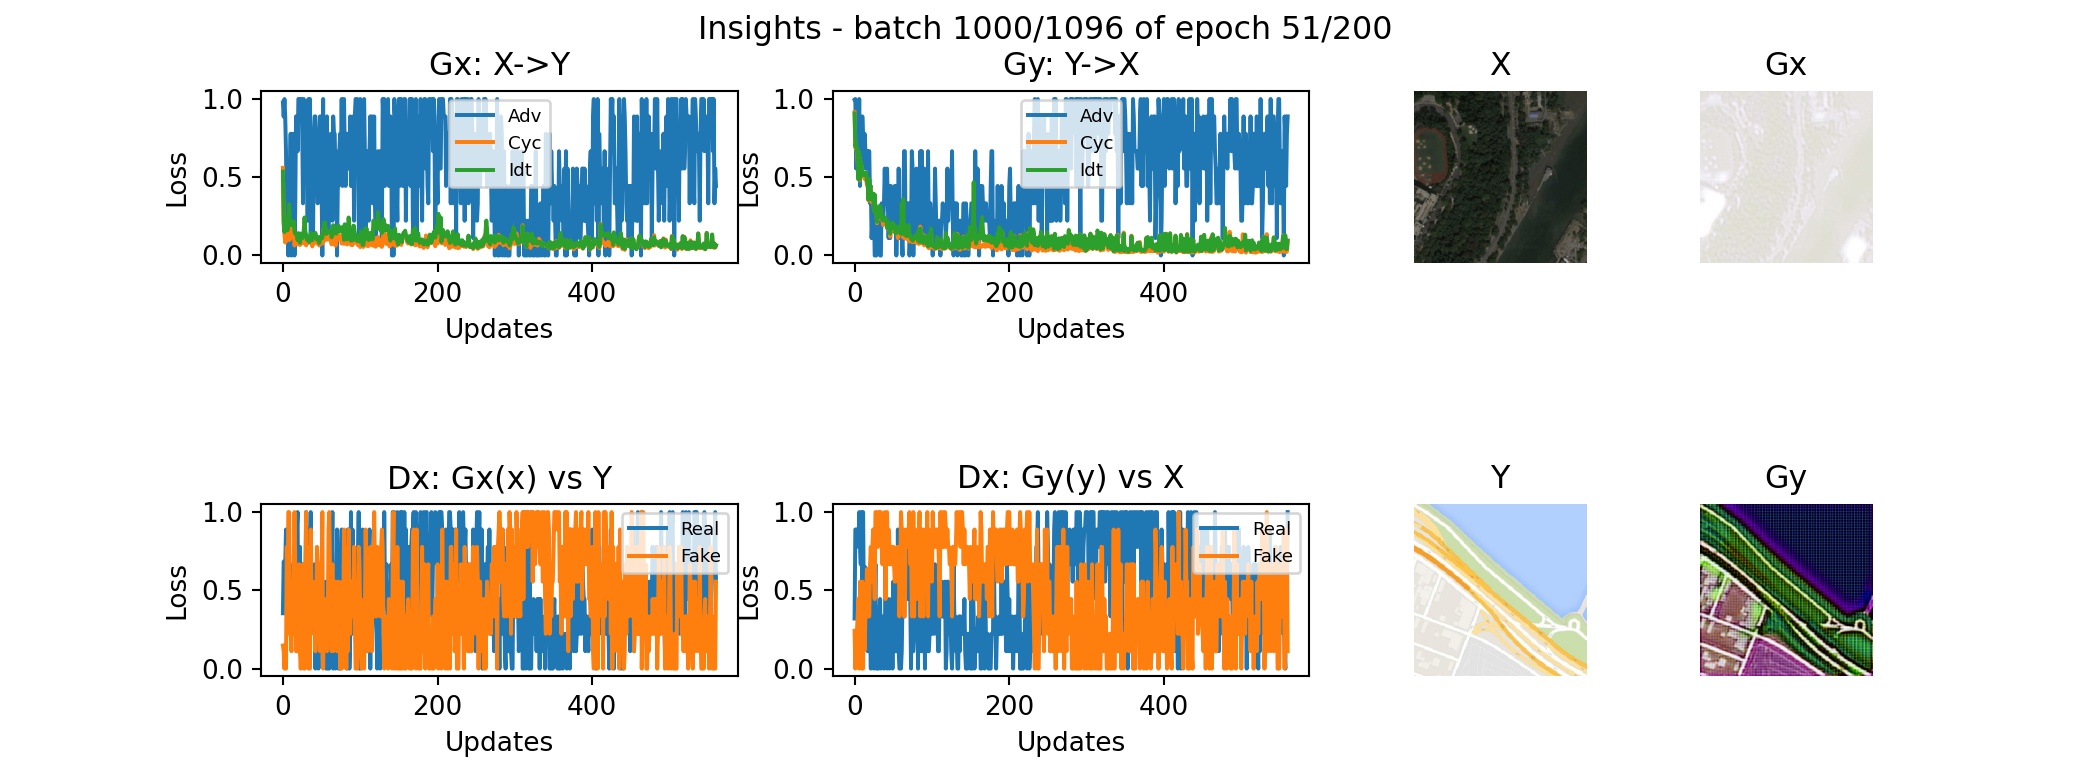 Insights - batch 1000/1096 of epoch 51/200
Gx: X->Y
Gy: Y->X
X
Gx
1.0
0.5
0.0
Loss
Adv
Cyc
Idt
0
200
400
Updates
1.0
0.5
0.0
Loss
Adv
Cyc
Idt
0
200
400
Updates
Dx: Gx(x) vs Y
Dx: Gy(y) vs X
Y
Gy
1.0
0.5
0.0
Loss
Real
Fake
0
200
400
Updates
1.0
0.5
0.0
Loss
Real
Fake
0
200
400
Updates